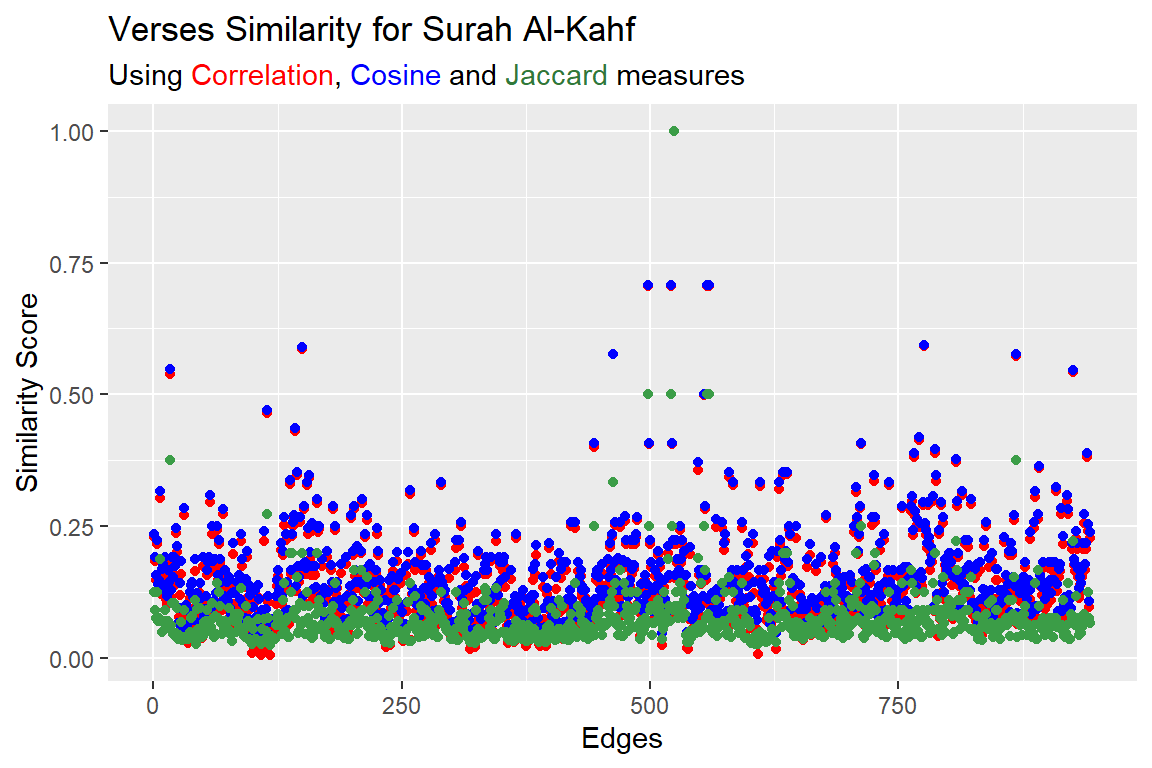 Verses Similarity for Surah Al-Kahf
Using Correlation, Cosine and Jaccard measures
1.00
0.75
0.50
0.25
0.00
Similarity Score
0 250 500 750
Edges